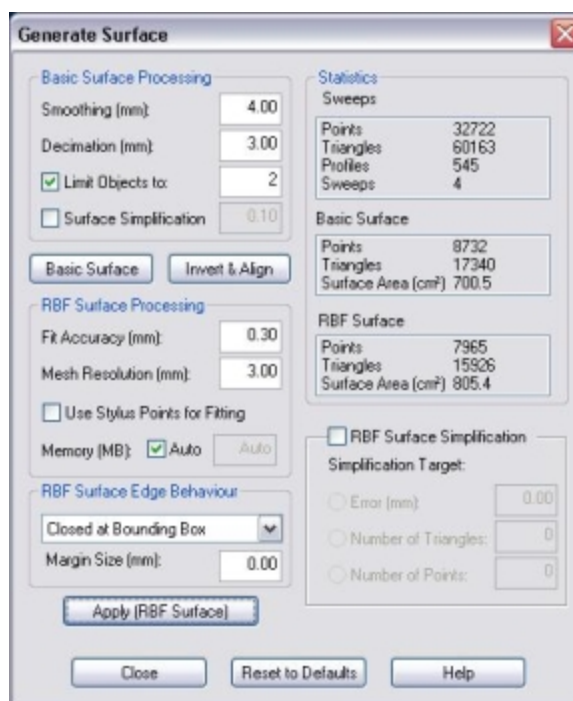 Generate Surface
Basic Surface Processing
Smoothing (mm): 4.00
Decimation (mm): 3.00
Limit Objects to: 2
Surface Simplification 0.10
Basic Surface Invert & Align
RBF Surface Processing
Fit Accuracy (mm): 0.30
Mesh Resolution (mm): 3.00
Use Stylus Points for Fitting
Memory (MB): Auto Auto
RBF Surface Edge Behaviour
Closed at Bounding Box
Margin Size (mm): 0.00
Apply (RBF Surface)
Statistics
Sweeps
Points 32722
Triangles 60163
Profiles 545
Sweeps 4
Basic Surface
Points 8732
Triangles 17340
Surface Area (cm²) 700.5
RBF Surface
Points 7965
Triangles 15926
Surface Area (cm²) 805.4
RBF Surface Simplification
Simplification Target:
Error (mm) 0.00
Number of Triangles: 0
Number of Points: 0
Close Reset to Defaults Help